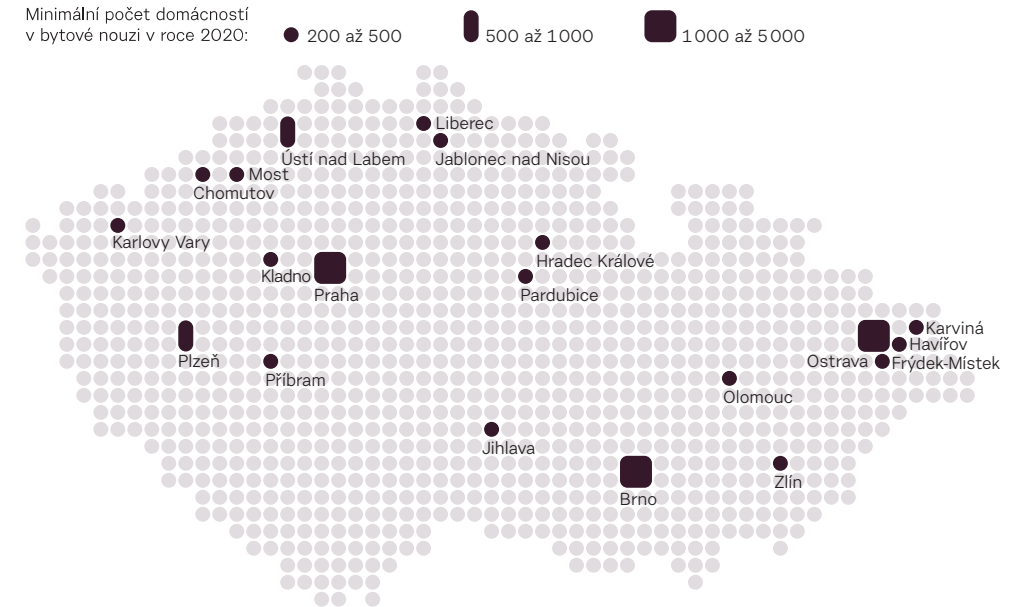 Minimální počet domácností
v bytové nouzi v roce 2020:
200 až 500
500 až 1000
1000 až 5000
Liberec
Jablonec nad Nisou
Ústí nad Labem
Most
Chomutov
Karlovy Vary
Hradec Králové
Kladno
Praha
Pardubice
Karviná
Havířov
Ostrava
Frýdek-Místek
Plzeň
Příbram
Olomouc
Jihlava
Zlín
Brno